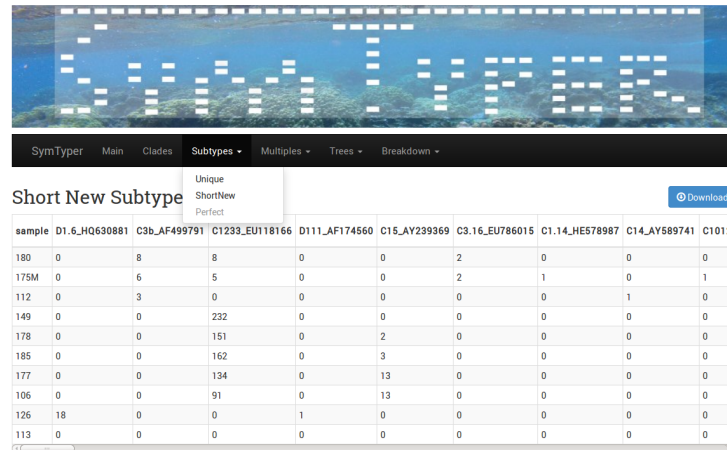 SymTyper
SymTyper Main Clades Subtypes Multiples Trees Breakdown
Unique
ShortNew
Perfect
Short New Subtype
Download
sample D1.6_HQ630881 C3b_AF499791 C1233_EU118166 D111_AF174560 C15_AY239369 C3.16_EU786015 C1.14_HE578987 C14_AY589741 C101
180 0 8 8 0 0 2 0 0 0
175M 0 6 5 0 0 2 1 0 1
112 0 3 0 0 0 0 0 1 0
149 0 0 232 0 0 0 0 0 0
178 0 0 151 0 2 0 0 0 0
185 0 0 162 0 3 0 0 0 0
177 0 0 134 0 13 0 0 0 0
106 0 0 91 0 13 0 0 0 0
126 18 0 0 1 0 0 0 0 0
113 0 0 0 0 0 0 0 0 0